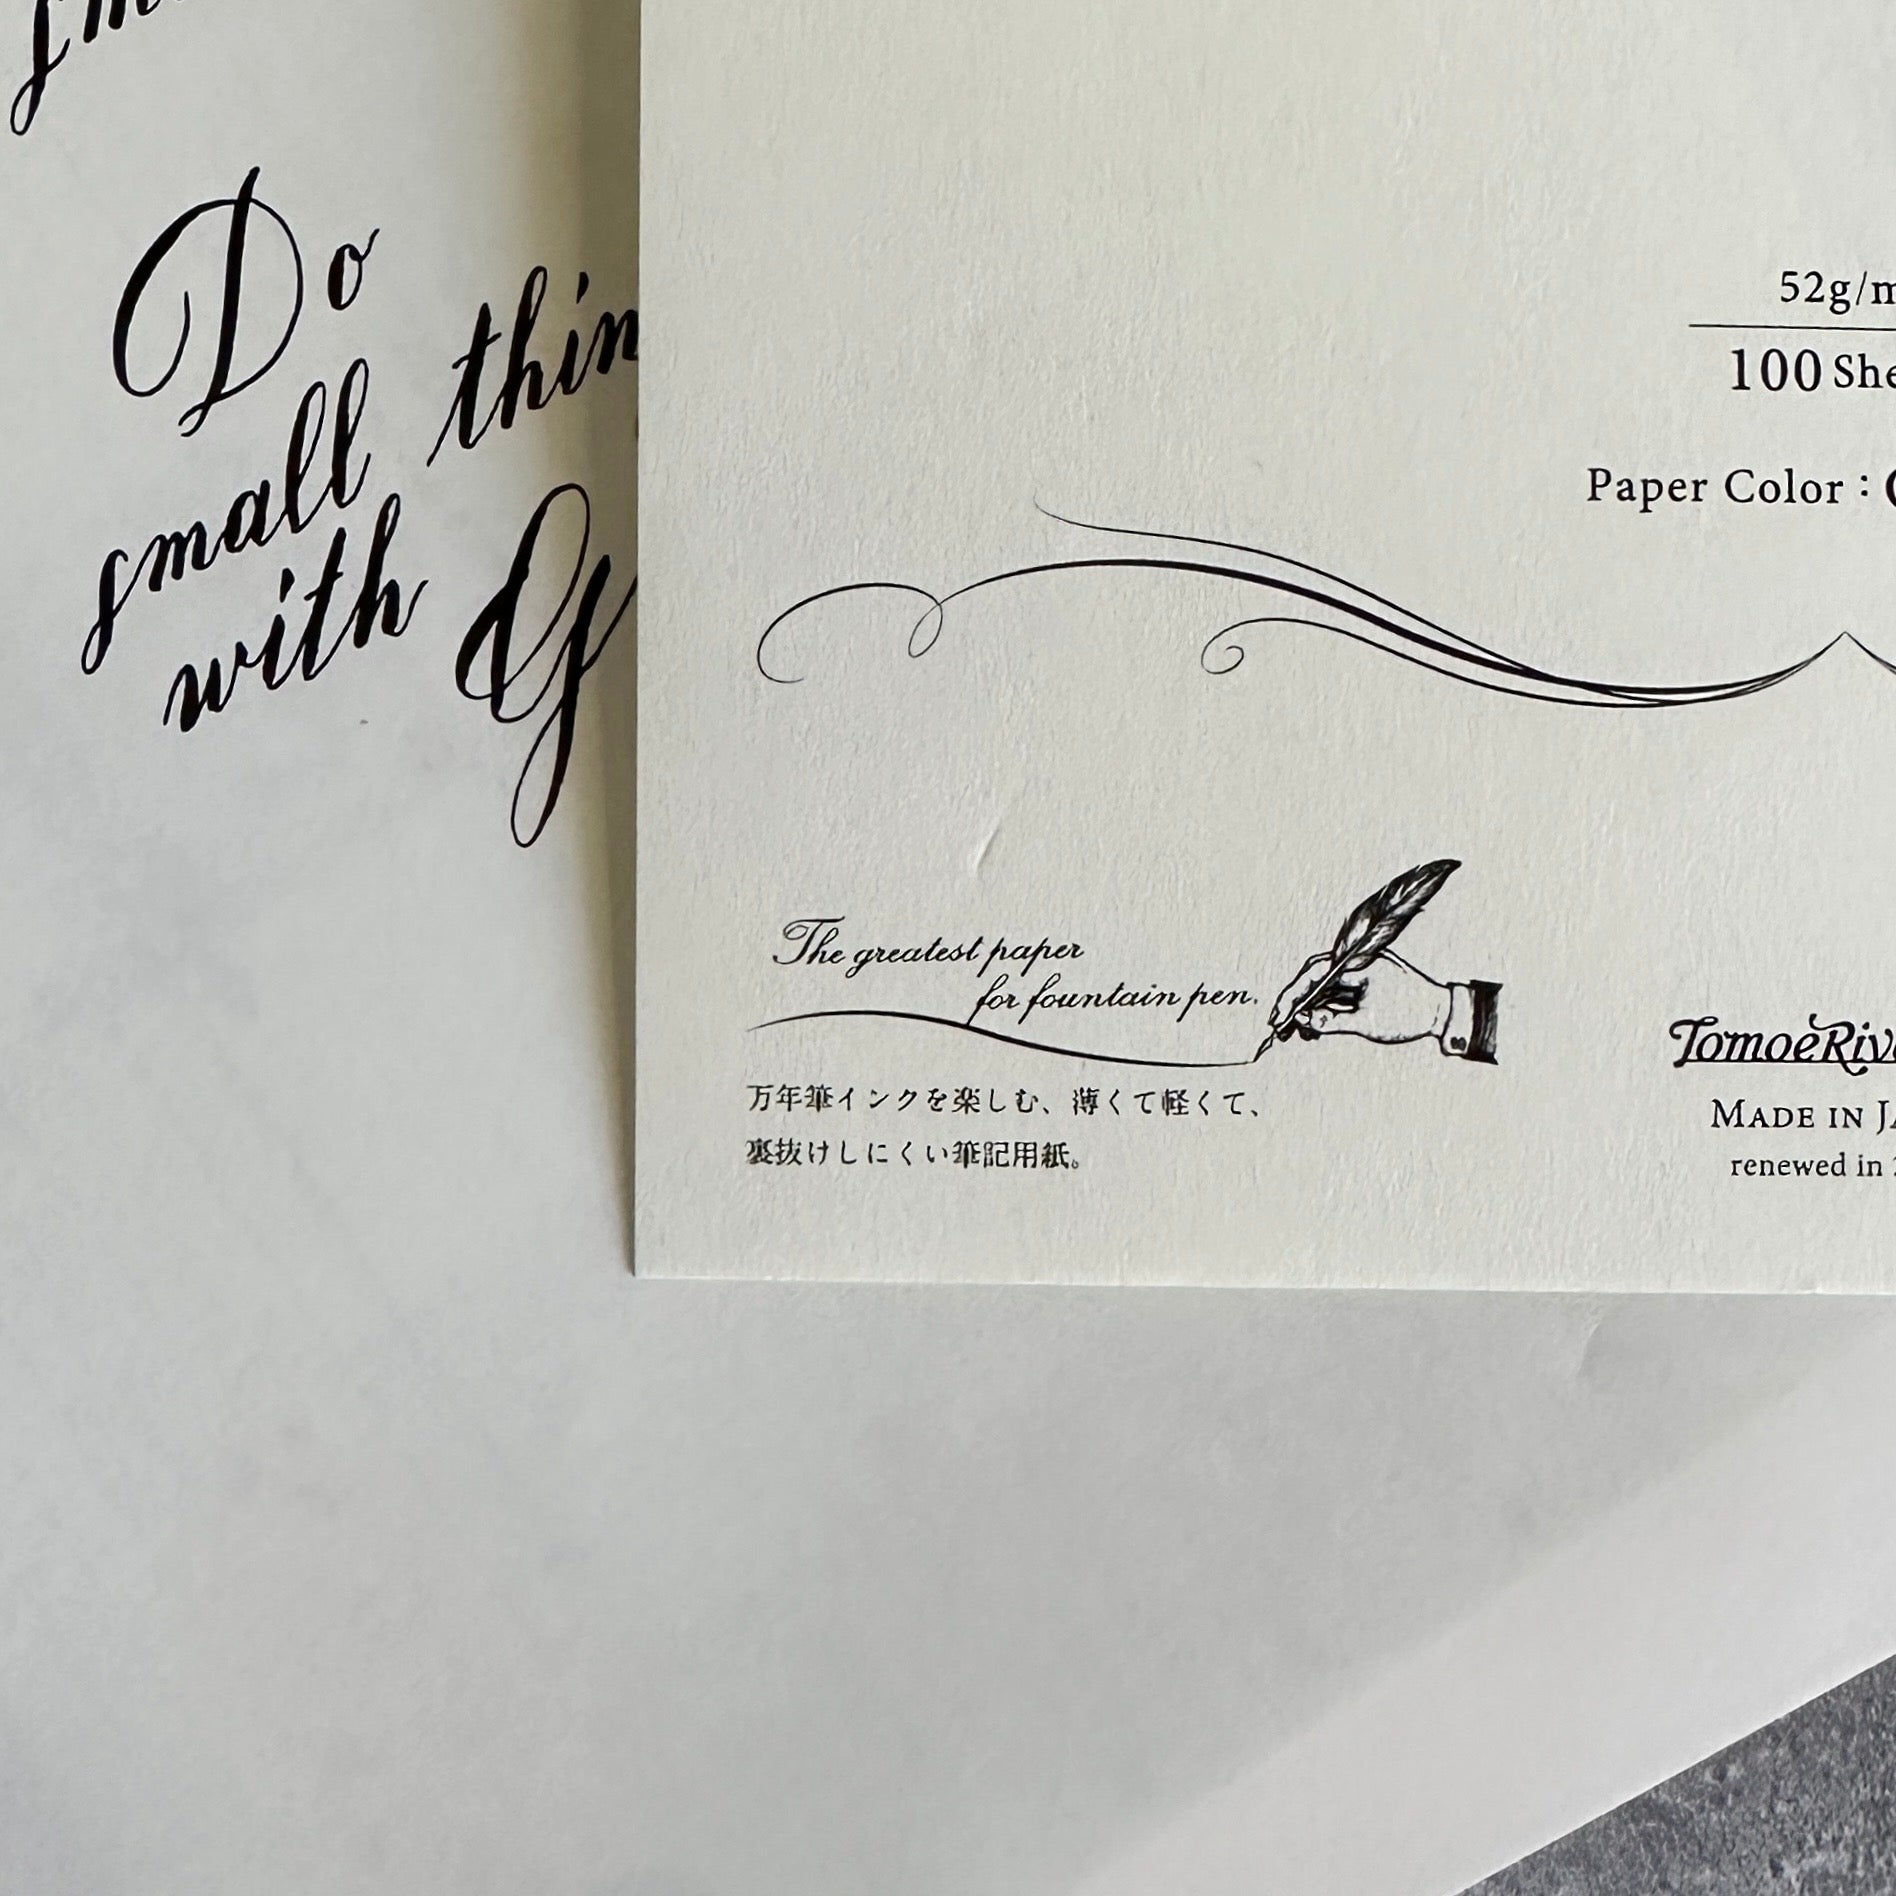 Do
small thin
with G
52g/m
100 She
Paper Color : 
The greatest paper
for fountain pen.
万年筆インクを楽しむ、薄くて軽くて、
裏抜けしにくい筆記用紙。
TomoeRiv
MADE IN JA
renewed in